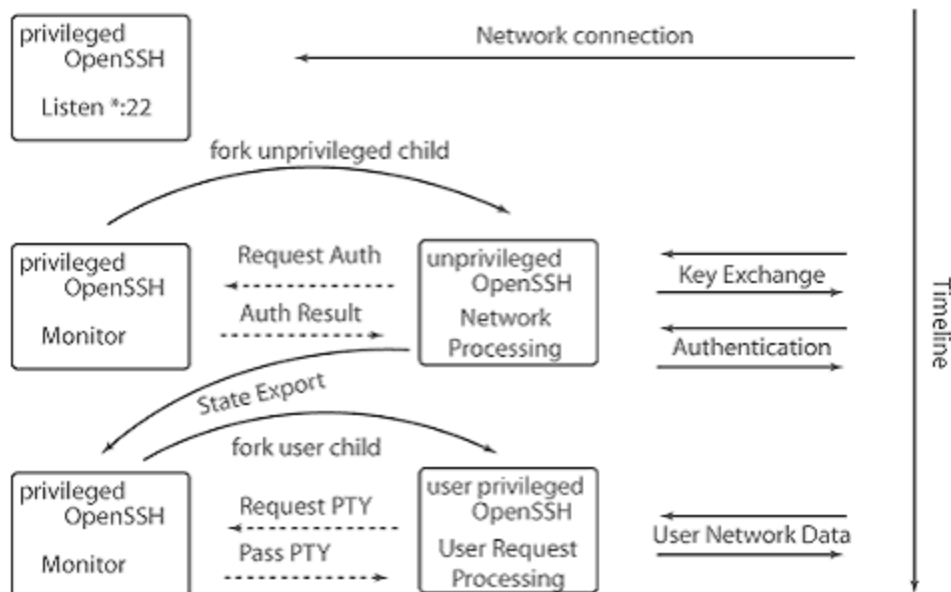 privileged
OpenSSH
Listen *:22
Network connection
fork unprivileged child
privileged
OpenSSH
Monitor
Request Auth
Auth Result
unprivileged
OpenSSH
Network
Processing
Key Exchange
Authentication
Timeline
State Export
fork user child
privileged
OpenSSH
Monitor
Request PTY
Pass PTY
user privileged
OpenSSH
User Request
Processing
User Network Data